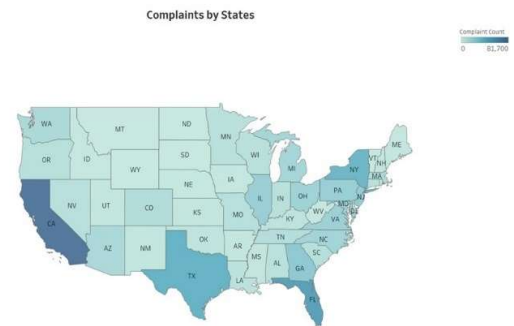 Complaints by States
Complaint Count
0 81,700
WA
MT
ND
MN
ME
OR
ID
SD
WI
VT
NH
WY
MI
NY
MA
NE
IA
PA
NV
UT
CO
IL
IN
OH
NJ
MD
CA
KS
MO
WV
VA
KY
AZ
NM
OK
TN
NC
AR
SC
TX
MS
AL
GA
LA
FL